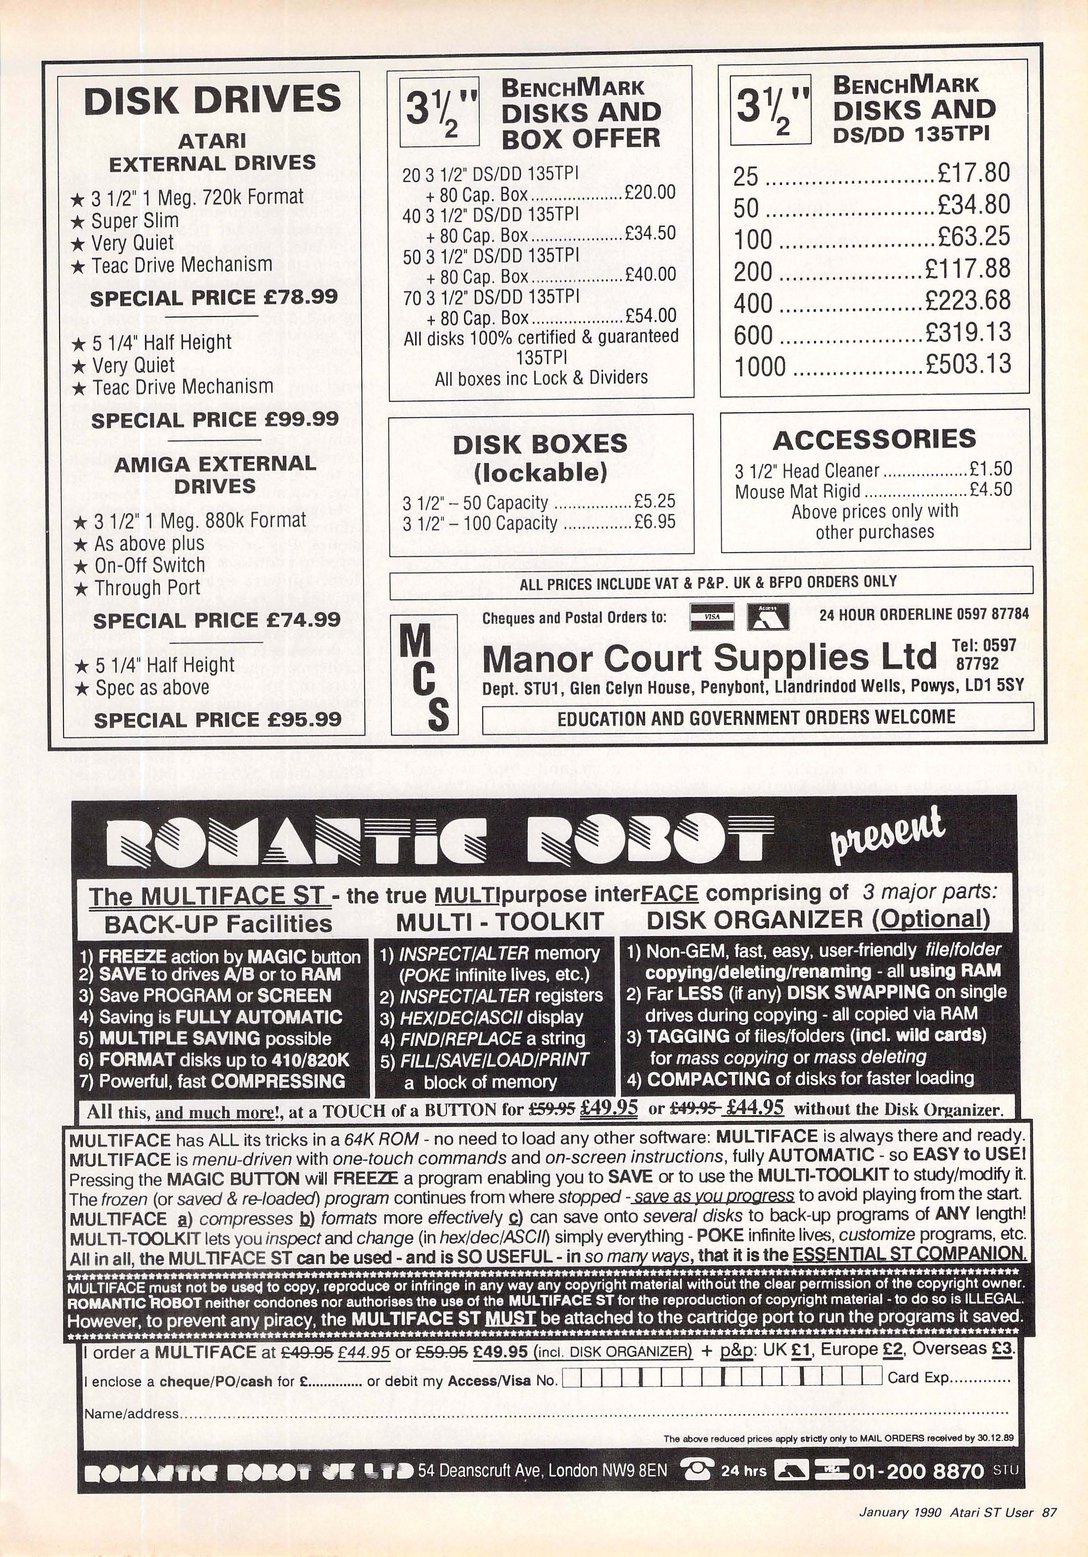 DISK DRIVES
ATARI
EXTERNAL DRIVES
★ 3 1/2" 1 Meg. 720k Format
★ Super Slim
★ Very Quiet
★ Teac Drive Mechanism
SPECIAL PRICE £78.99
★ 5 1/4" Half Height
★ Very Quiet
★ Teac Drive Mechanism
SPECIAL PRICE £99.99
AMIGA EXTERNAL
DRIVES
★ 3 1/2" 1 Meg. 880k Format
★ As above plus
★ On-Off Switch
★ Through Port
SPECIAL PRICE £74.99
★ 5 1/4" Half Height
★ Spec as above
SPECIAL PRICE £95.99
3½"
BENCHMARK
DISKS AND
BOX OFFER
20 3 1/2" DS/DD 135TPI
+ 80 Cap. Box.....................£20.00
40 3 1/2" DS/DD 135TPI
+ 80 Cap. Box.....................£34.50
50 3 1/2" DS/DD 135TPI
+ 80 Cap. Box.....................£40.00
70 3 1/2" DS/DD 135TPI
+ 80 Cap. Box.....................£54.00
All disks 100% certified & guaranteed
135TPI
All boxes inc Lock & Dividers
3½"
BENCHMARK
DISKS AND
DS/DD 135TPI
25 ..........................£17.80
50 ..........................£34.80
100 ........................£63.25
200 ......................£117.88
400 ......................£223.68
600 ......................£319.13
1000 ....................£503.13
DISK BOXES
(lockable)
3 1/2" – 50 Capacity .................£5.25
3 1/2" – 100 Capacity ...............£6.95
ACCESSORIES
3 1/2" Head Cleaner ..................£1.50
Mouse Mat Rigid ......................£4.50
Above prices only with
other purchases
ALL PRICES INCLUDE VAT & P&P. UK & BFPO ORDERS ONLY
MCS
Cheques and Postal Orders to: VISA Access 24 HOUR ORDERLINE 0597 87784
Manor Court Supplies Ltd Tel: 0597
87792
Dept. STU1, Glen Celyn House, Penybont, Llandrindod Wells, Powys, LD1 5SY
EDUCATION AND GOVERNMENT ORDERS WELCOME
ROMANTIC ROBOT present
The MULTIFACE ST - the true MULTIpurpose interFACE comprising of 3 major parts:
BACK-UP Facilities
1) FREEZE action by MAGIC button
2) SAVE to drives A/B or to RAM
3) Save PROGRAM or SCREEN
4) Saving is FULLY AUTOMATIC
5) MULTIPLE SAVING possible
6) FORMAT disks up to 410/820K
7) Powerful, fast COMPRESSING
MULTI - TOOLKIT
1) INSPECT/ALTER memory
(POKE infinite lives, etc.)
2) INSPECT/ALTER registers
3) HEX/DEC/ASCII display
4) FIND/REPLACE a string
5) FILL/SAVE/LOAD/PRINT
a block of memory
DISK ORGANIZER (Optional)
1) Non-GEM, fast, easy, user-friendly file/folder
copying/deleting/renaming - all using RAM
2) Far LESS (if any) DISK SWAPPING on single
drives during copying - all copied via RAM
3) TAGGING of files/folders (incl. wild cards)
for mass copying or mass deleting
4) COMPACTING of disks for faster loading
All this, and much more!, at a TOUCH of a BUTTON for £59.95 £49.95 or £49.95 £44.95 without the Disk Organizer.
MULTIFACE has ALL its tricks in a 64K ROM - no need to load any other software: MULTIFACE is always there and ready.
MULTIFACE is menu-driven with one-touch commands and on-screen instructions, fully AUTOMATIC - so EASY to USE!
Pressing the MAGIC BUTTON will FREEZE a program enabling you to SAVE or to use the MULTI-TOOLKIT to study/modify it.
The frozen (or saved & re-loaded) program continues from where stopped - save as you progress to avoid playing from the start.
MULTIFACE a) compresses b) formats more effectively c) can save onto several disks to back-up programs of ANY length!
MULTI-TOOLKIT lets you inspect and change (in hex/dec/ASCII) simply everything - POKE infinite lives, customize programs, etc.
All in all, the MULTIFACE ST can be used - and is SO USEFUL - in so many ways, that it is the ESSENTIAL ST COMPANION.
MULTIFACE must not be used to copy, reproduce or infringe in any way any copyright material without the clear permission of the copyright owner.
ROMANTIC ROBOT neither condones nor authorises the use of the MULTIFACE ST for the reproduction of copyright material - to do so is ILLEGAL.
However, to prevent any piracy, the MULTIFACE ST MUST be attached to the cartridge port to run the programs it saved.
I order a MULTIFACE at £49.95 £44.95 or £59.95 £49.95 (incl. DISK ORGANIZER) + p&p: UK £1, Europe £2, Overseas £3.
I enclose a cheque/PO/cash for £.............. or debit my Access/Visa No. Card Exp.............
Name/address..........................................................................
The above reduced prices apply strictly only to MAIL ORDERS received by 30.12.89
ROMANTIC ROBOT UK LTD 54 Deanscruft Ave, London NW9 8EN 24 hrs 01-200 8870 STU
January 1990 Atari ST User 87